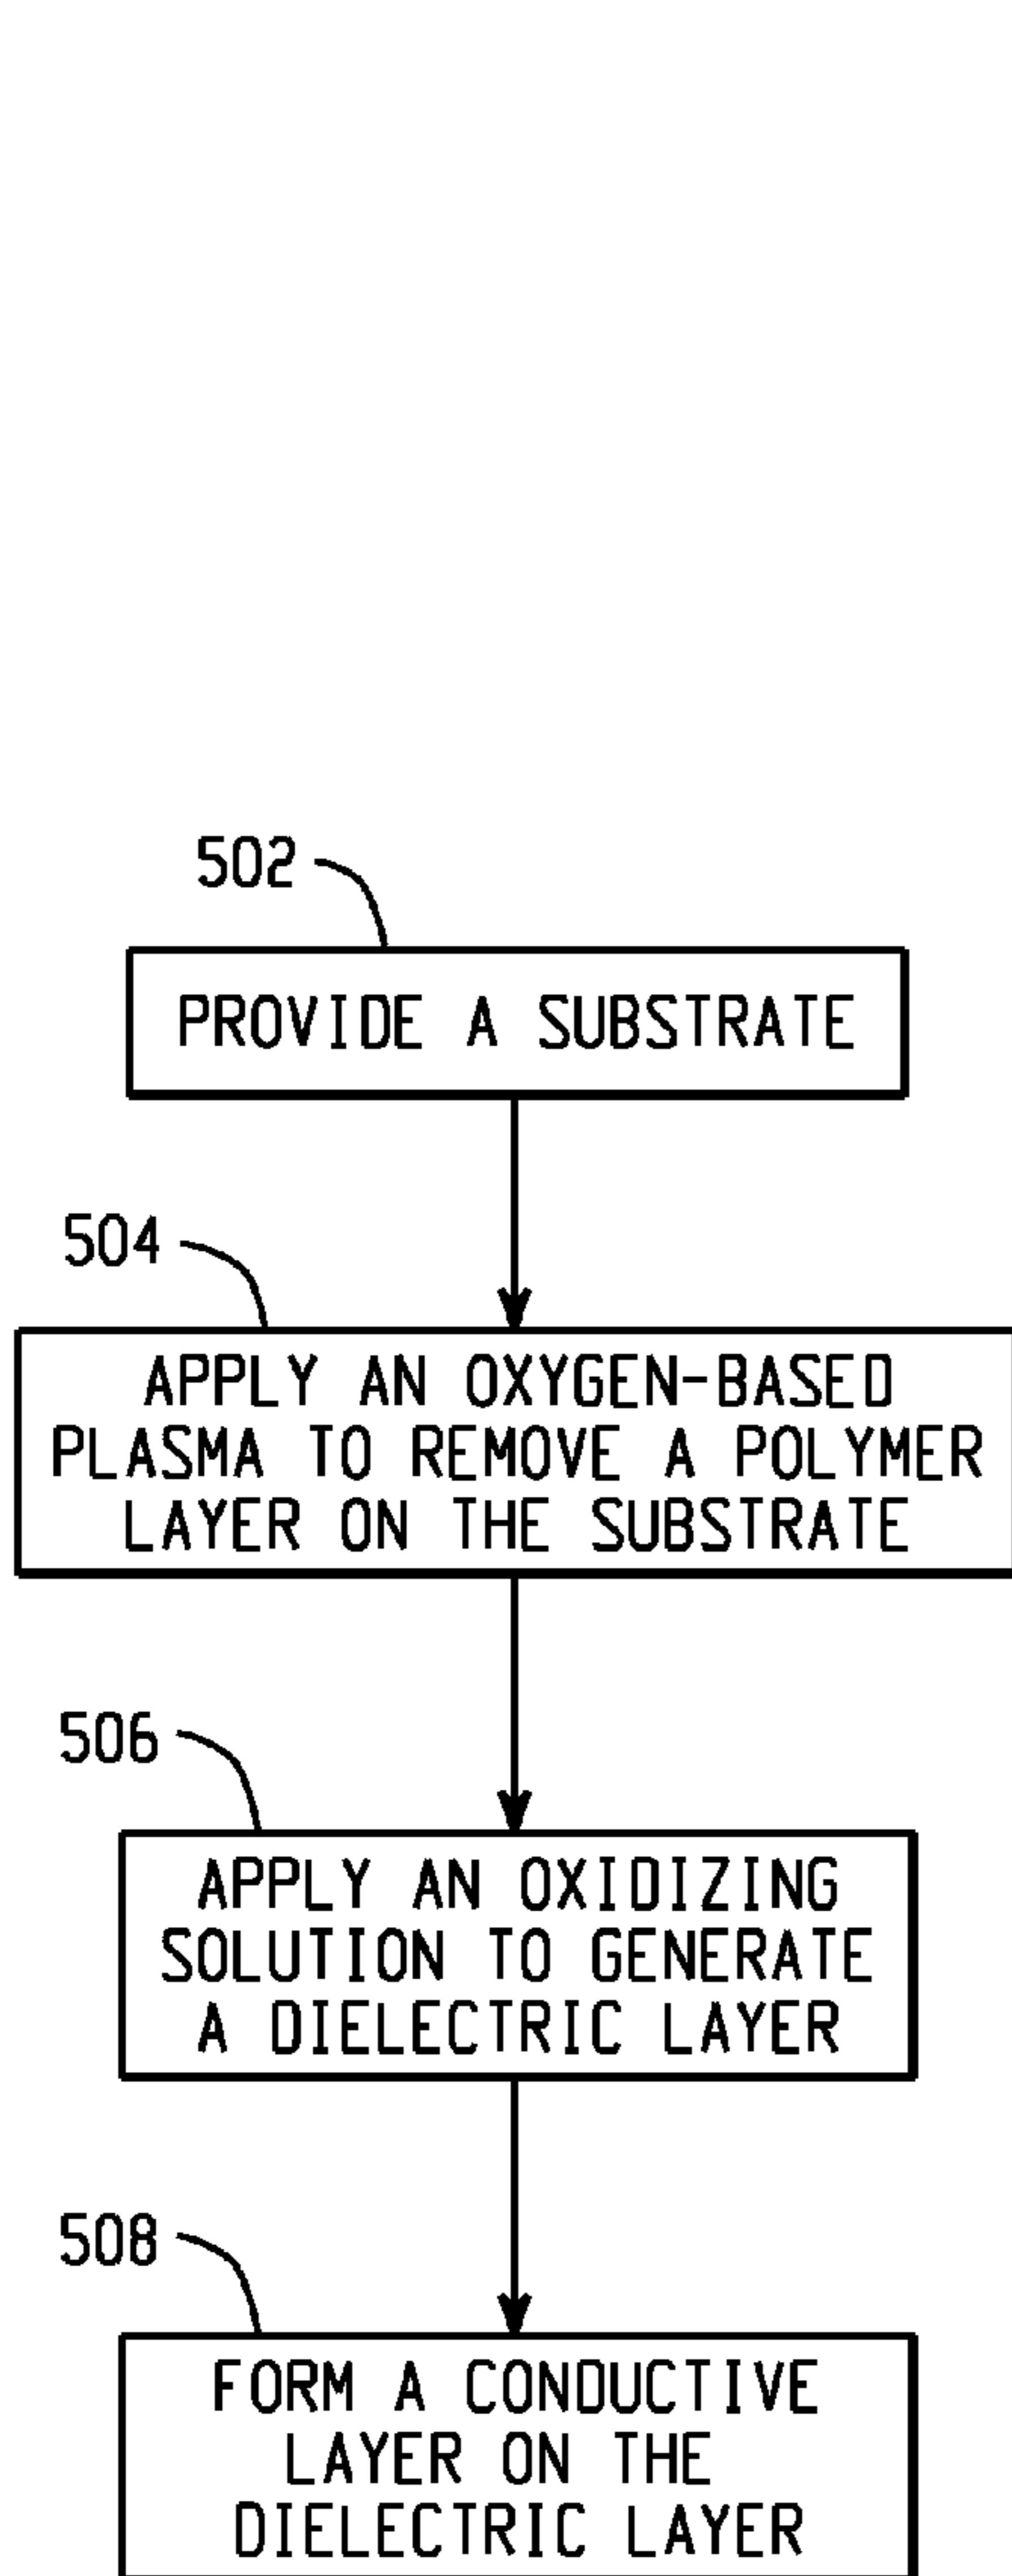 502
PROVIDE A SUBSTRATE
504
APPLY AN OXYGEN-BASED
PLASMA TO REMOVE A POLYMER
LAYER ON THE SUBSTRATE
506
APPLY AN OXIDIZING
SOLUTION TO GENERATE
A DIELECTRIC LAYER
508
FORM A CONDUCTIVE
LAYER ON THE
DIELECTRIC LAYER